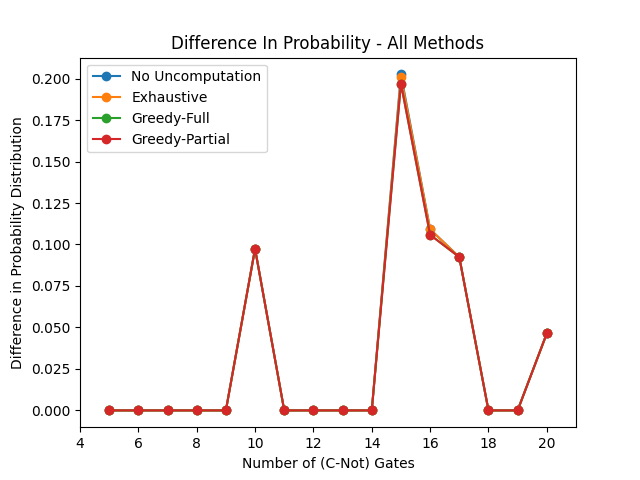 Difference In Probability - All Methods
No Uncomputation
Exhaustive
Greedy-Full
Greedy-Partial
Difference in Probability Distribution
0.200
0.175
0.150
0.125
0.100
0.075
0.050
0.025
0.000
4 6 8 10 12 14 16 18 20
Number of (C-Not) Gates